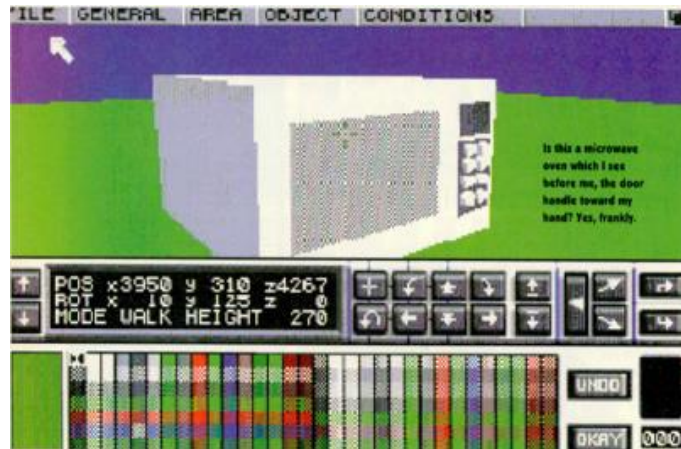 FILE GENERAL AREA OBJECT CONDITIONS
Is this a microwave
oven which I see
before me, the door
handle toward my
hand? Yes, frankly.
POS x3950 y 310 z4267
ROT x 10 y 125 z 0
MODE WALK HEIGHT 270
UNDO
OKAY 000